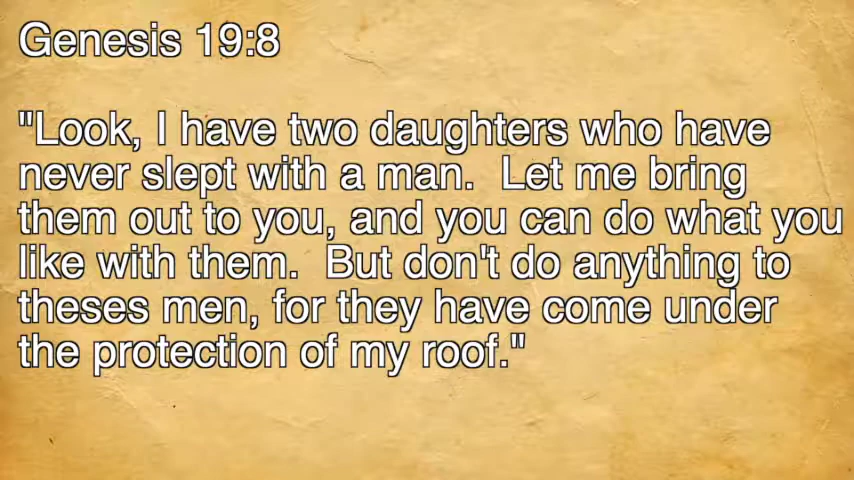 Genesis 19:8
"Look, I have two daughters who have
never slept with a man.  Let me bring
them out to you, and you can do what you
like with them.  But don't do anything to
theses men, for they have come under
the protection of my roof."